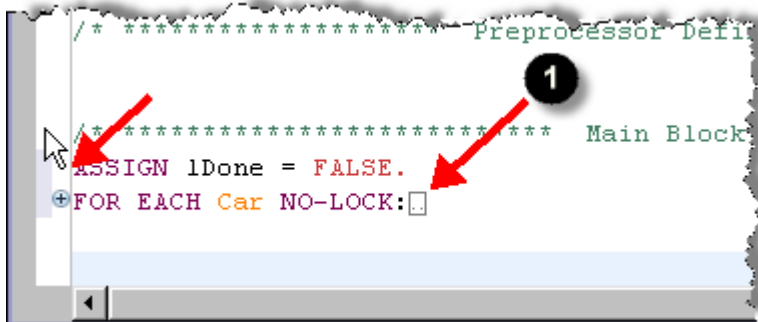 /* ******************** Preprocessor Defi
1
/* *************************** Main Block
ASSIGN lDone = FALSE.
FOR EACH Car NO-LOCK:..